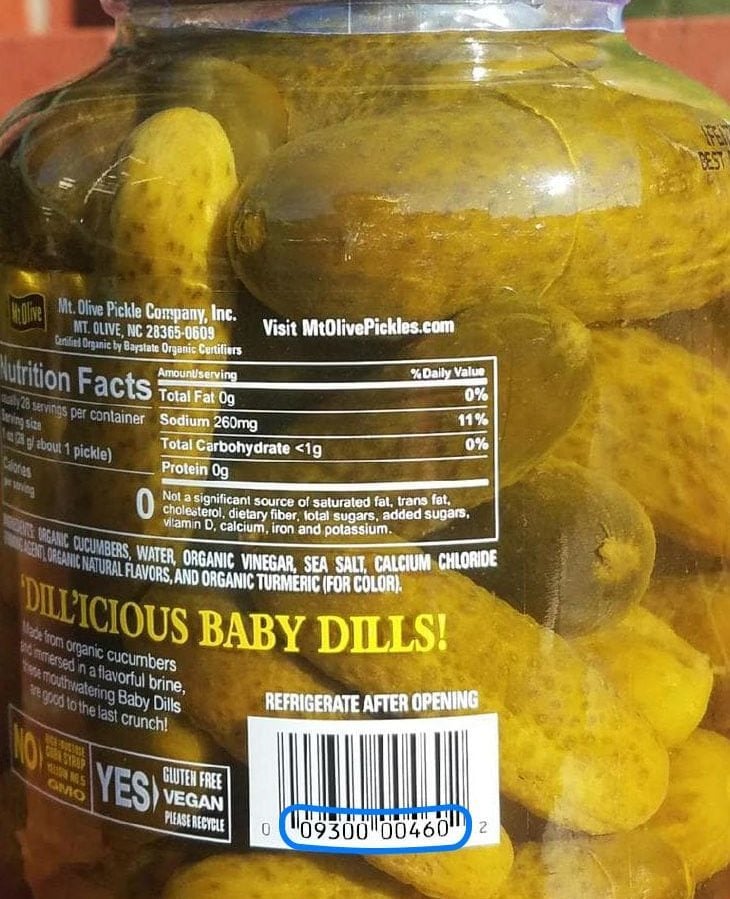 Mt. Olive
Mt. Olive Pickle Company, Inc.
MT. OLIVE, NC 28365-0609
Certified Organic by Baystate Organic Certifiers
Visit MtOlivePickles.com
Nutrition Facts
28 servings per container
Serving size
(28 g/ about 1 pickle)
Calories
per serving
0
Amount/serving % Daily Value
Total Fat 0g 0%
Sodium 260mg 11%
Total Carbohydrate <1g 0%
Protein 0g
Not a significant source of saturated fat, trans fat,
cholesterol, dietary fiber, total sugars, added sugars,
vitamin D, calcium, iron and potassium.
INGREDIENTS: ORGANIC CUCUMBERS, WATER, ORGANIC VINEGAR, SEA SALT, CALCIUM CHLORIDE
AGENT), ORGANIC NATURAL FLAVORS, AND ORGANIC TURMERIC (FOR COLOR).
'DILL'ICIOUS BABY DILLS!
Made from organic cucumbers
and immersed in a flavorful brine,
these mouthwatering Baby Dills
are good to the last crunch!
REFRIGERATE AFTER OPENING
NO
CORN SYRUP
YELLOW NO. 5
GMO
YES
GLUTEN FREE
VEGAN
PLEASE RECYCLE
0 09300 00460 2
BEST